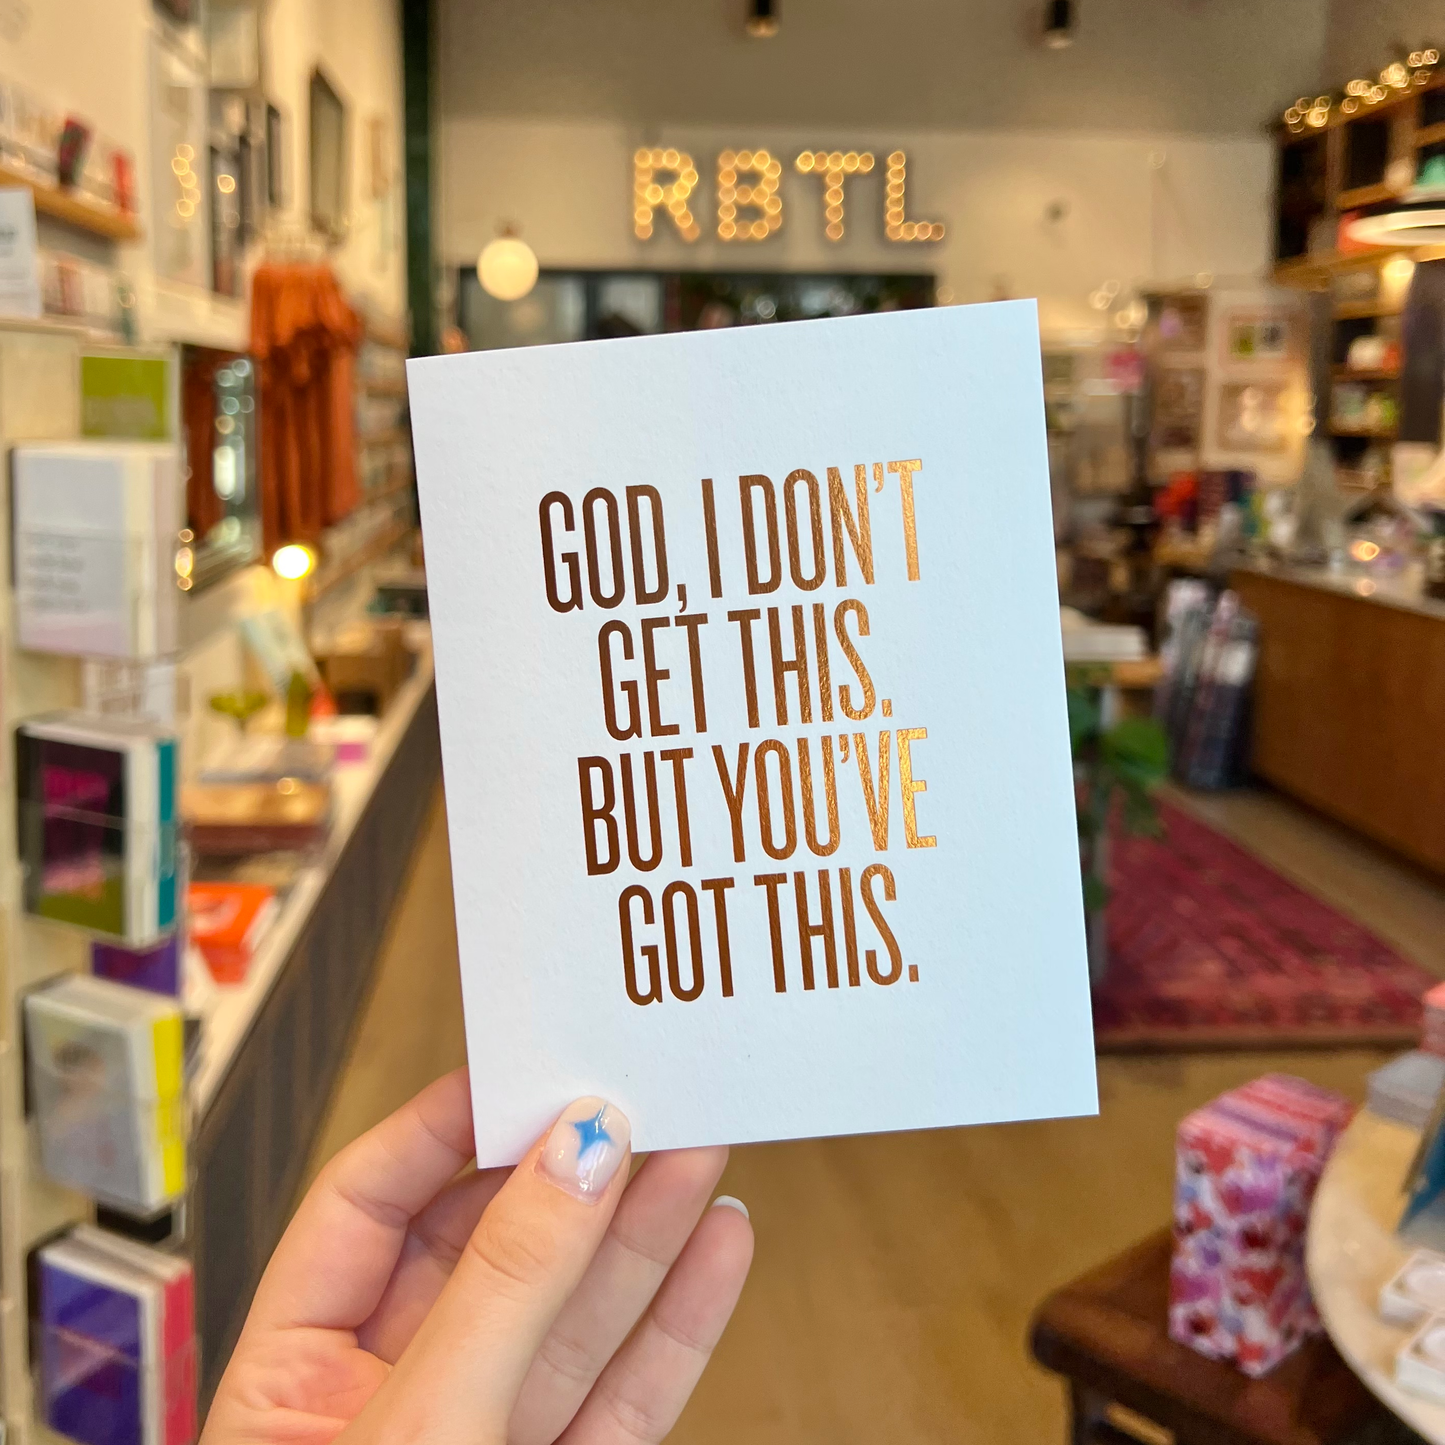 RBTL
GOD, I DON'T
GET THIS.
BUT YOU'VE
GOT THIS.